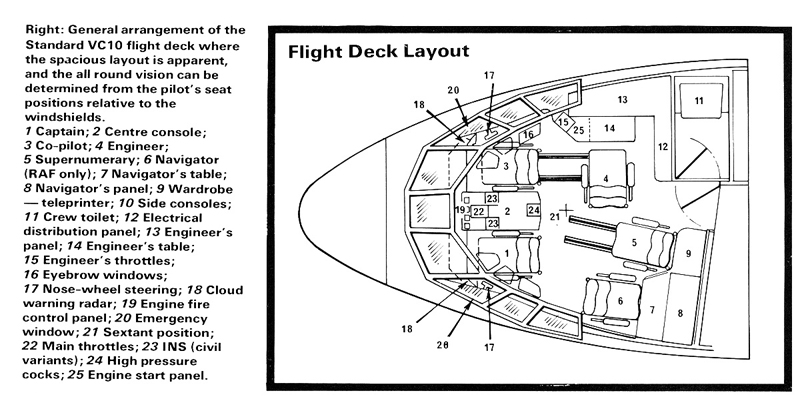 Right: General arrangement of the
Standard VC10 flight deck where
the spacious layout is apparent,
and the all round vision can be
determined from the pilot's seat
positions relative to the
windshields.
1 Captain; 2 Centre console;
3 Co-pilot; 4 Engineer;
5 Supernumerary; 6 Navigator
(RAF only); 7 Navigator's table;
8 Navigator's panel; 9 Wardrobe
— teleprinter; 10 Side consoles;
11 Crew toilet; 12 Electrical
distribution panel; 13 Engineer's
panel; 14 Engineer's table;
15 Engineer's throttles;
16 Eyebrow windows;
17 Nose-wheel steering; 18 Cloud
warning radar; 19 Engine fire
control panel; 20 Emergency
window; 21 Sextant position;
22 Main throttles; 23 INS (civil
variants); 24 High pressure
cocks; 25 Engine start panel.
Flight Deck Layout
17
20
18
13
11
15
25
14
16
12
3
4
23
19
22
2
24
21
23
1
5
9
6
7
8
18
20
17